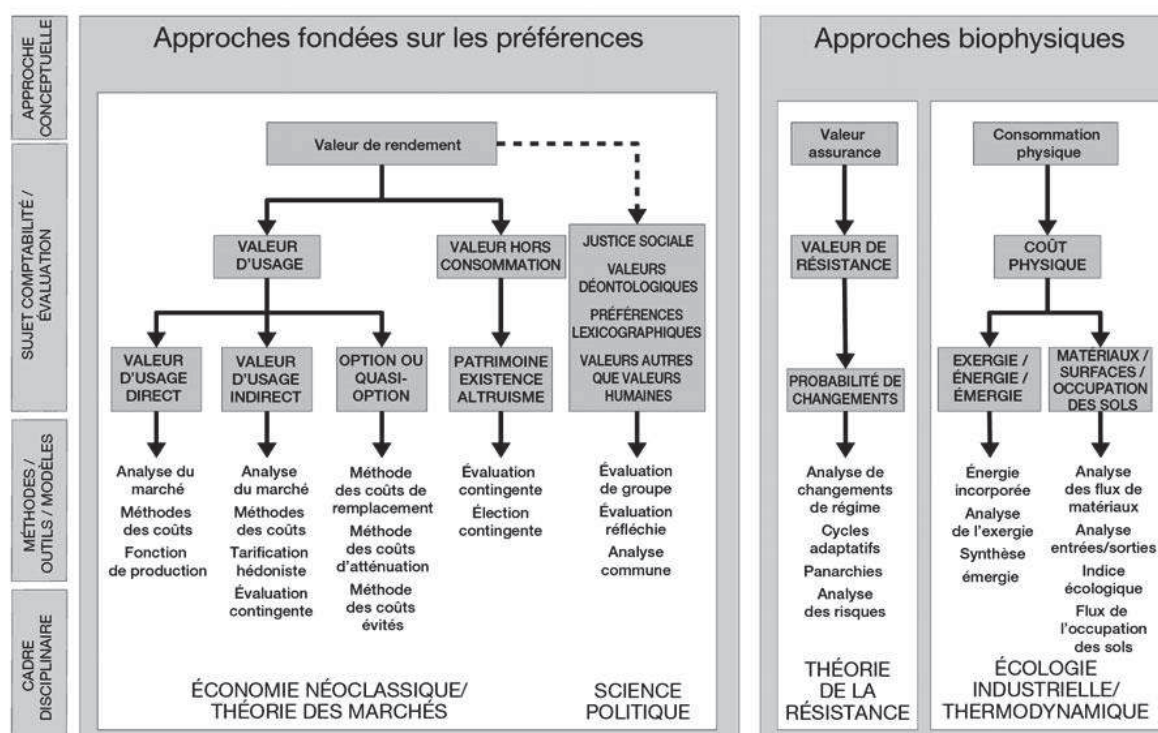 APPROCHE
CONCEPTUELLE
Approches fondées sur les préférences
Approches biophysiques
SUJET COMPTABILITÉ /
ÉVALUATION
Valeur de rendement
Valeur
assurance
Consommation
physique
VALEUR
D'USAGE
VALEUR HORS
CONSOMMATION
JUSTICE SOCIALE
VALEURS
DÉONTOLOGIQUES
PRÉFÉRENCES
LEXICOGRAPHIQUES
VALEURS AUTRES
QUE VALEURS
HUMAINES
VALEUR DE
RÉSISTANCE
COÛT
PHYSIQUE
VALEUR
D'USAGE
DIRECT
VALEUR
D'USAGE
INDIRECT
OPTION OU
QUASI-
OPTION
PATRIMOINE
EXISTENCE
ALTRUISME
PROBABILITÉ DE
CHANGEMENTS
EXERGIE /
ÉNERGIE /
ÉMERGIE
MATÉRIAUX /
SURFACES /
OCCUPATION
DES SOLS
MÉTHODES /
OUTILS / MODÈLES
Analyse du
marché
Méthodes
des coûts
Fonction
de production
Analyse
du marché
Méthodes
des coûts
Tarification
hédoniste
Évaluation
contingente
Méthode
des coûts de
remplacement
Méthode
des coûts
d'atténuation
Méthode
des coûts
évités
Évaluation
contingente
Élection
contingente
Évaluation
de groupe
Évaluation
réfléchie
Analyse
commune
Analyse de
changements
de régime
Cycles
adaptatifs
Panarchies
Analyse
des risques
Énergie
incorporée
Analyse
de l'exergie
Synthèse
émergie
Analyse
des flux de
matériaux
Analyse
entrées/sorties
Indice
écologique
Flux de
l'occupation
des sols
CADRE
DISCIPLINAIRE
ÉCONOMIE NÉOCLASSIQUE/
THÉORIE DES MARCHÉS
SCIENCE
POLITIQUE
THÉORIE
DE LA
RÉSISTANCE
ÉCOLOGIE
INDUSTRIELLE/
THERMODYNAMIQUE